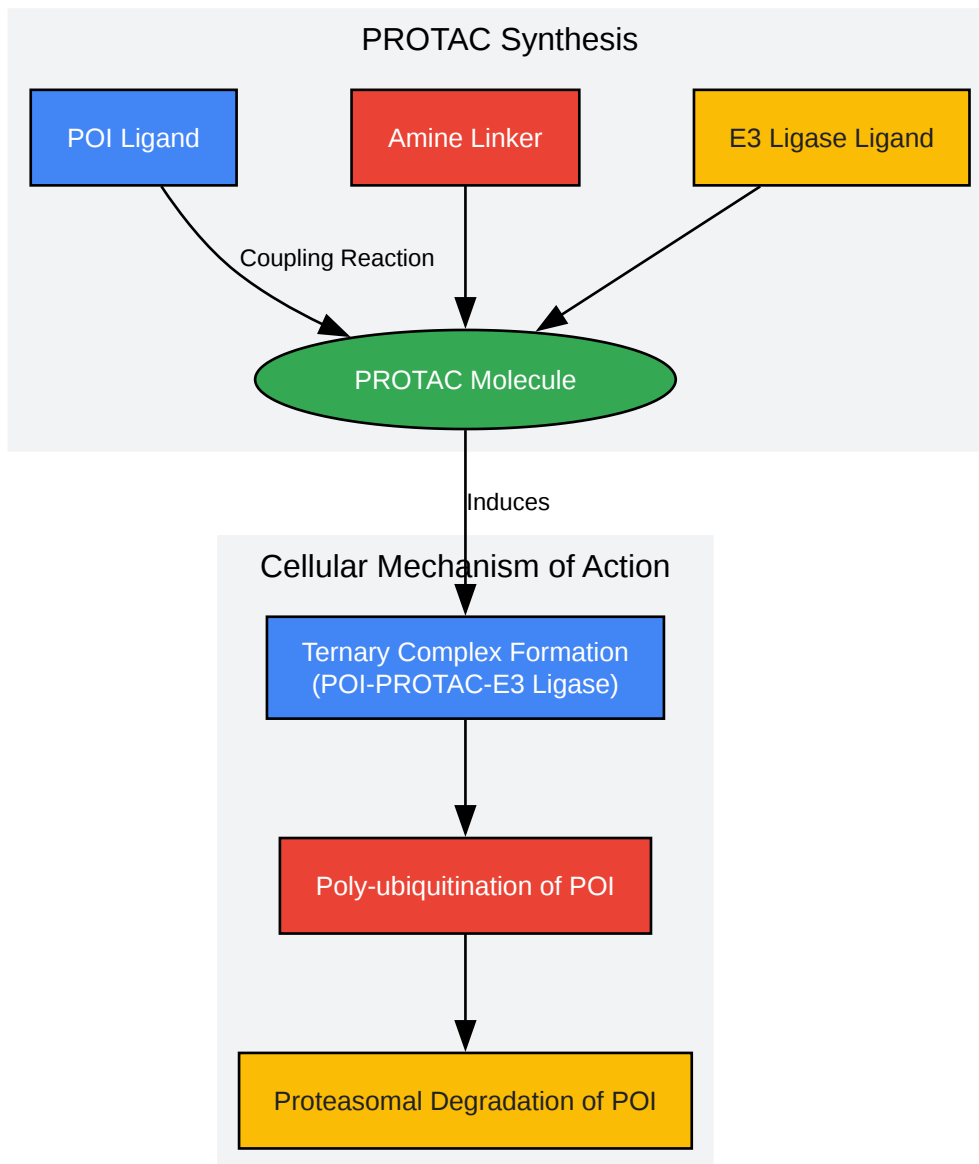 PROTAC Synthesis
POI Ligand
Amine Linker
E3 Ligase Ligand
Coupling Reaction
PROTAC Molecule
Induces
Cellular Mechanism of Action
Ternary Complex Formation
(POI-PROTAC-E3 Ligase)
Poly-ubiquitination of POI
Proteasomal Degradation of POI